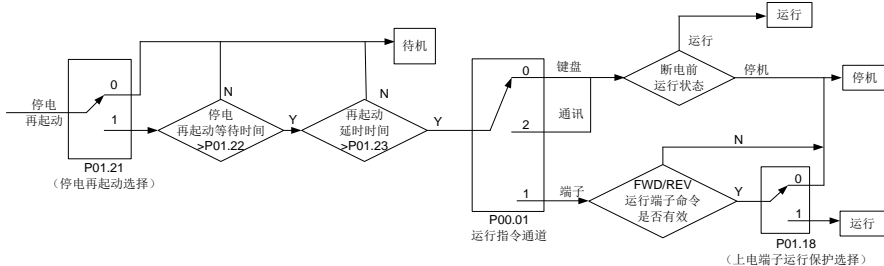 停电
再起动
0
1
P01.21
（停电再起动选择）
N
停电
再起动等待时间
>P01.22
Y
N
再起动
延时时间
>P01.23
Y
待机
0
2
1
P00.01
运行指令通道
键盘
通讯
端子
断电前
运行状态
运行
运行
停机
停机
FWD/REV
运行端子命令
是否有效
N
Y
0
1
P01.18
（上电端子运行保护选择）
运行